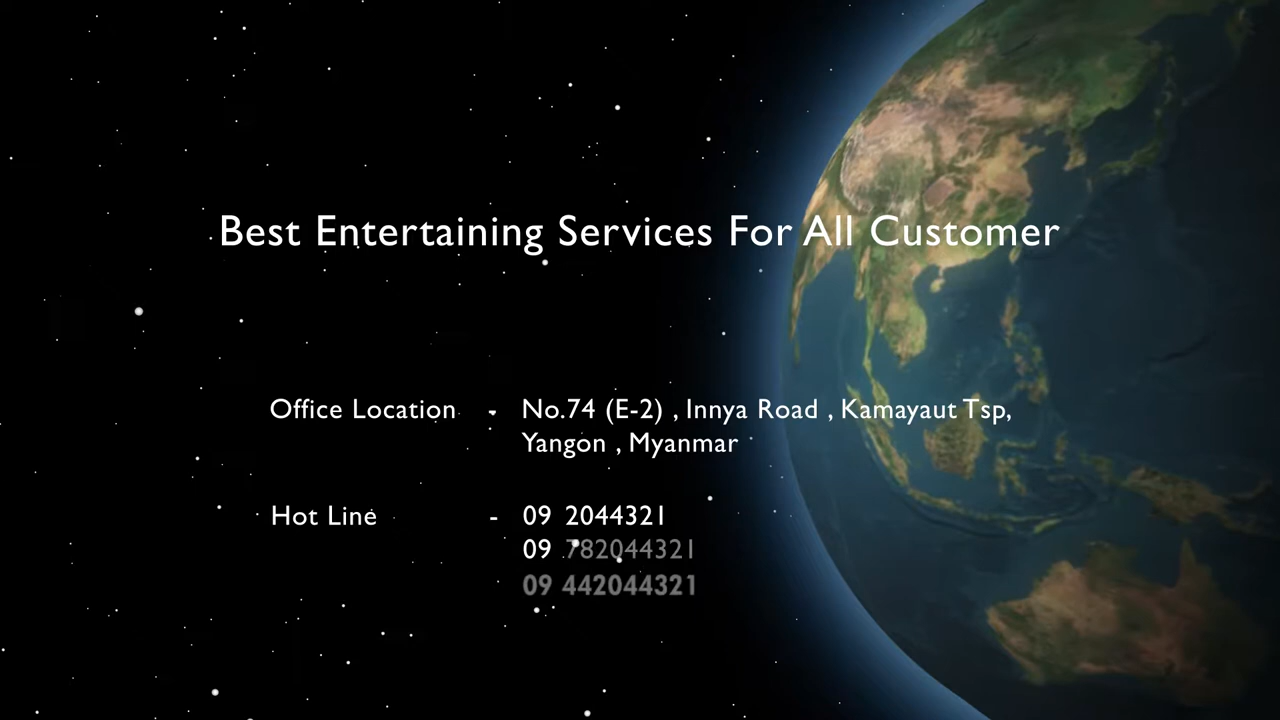 Best Entertaining Services For All Customer
Office Location - No.74 (E-2) , Innya Road , Kamayaut Tsp,
Yangon , Myanmar
Hot Line - 09 2044321
09 782044321
09 442044321